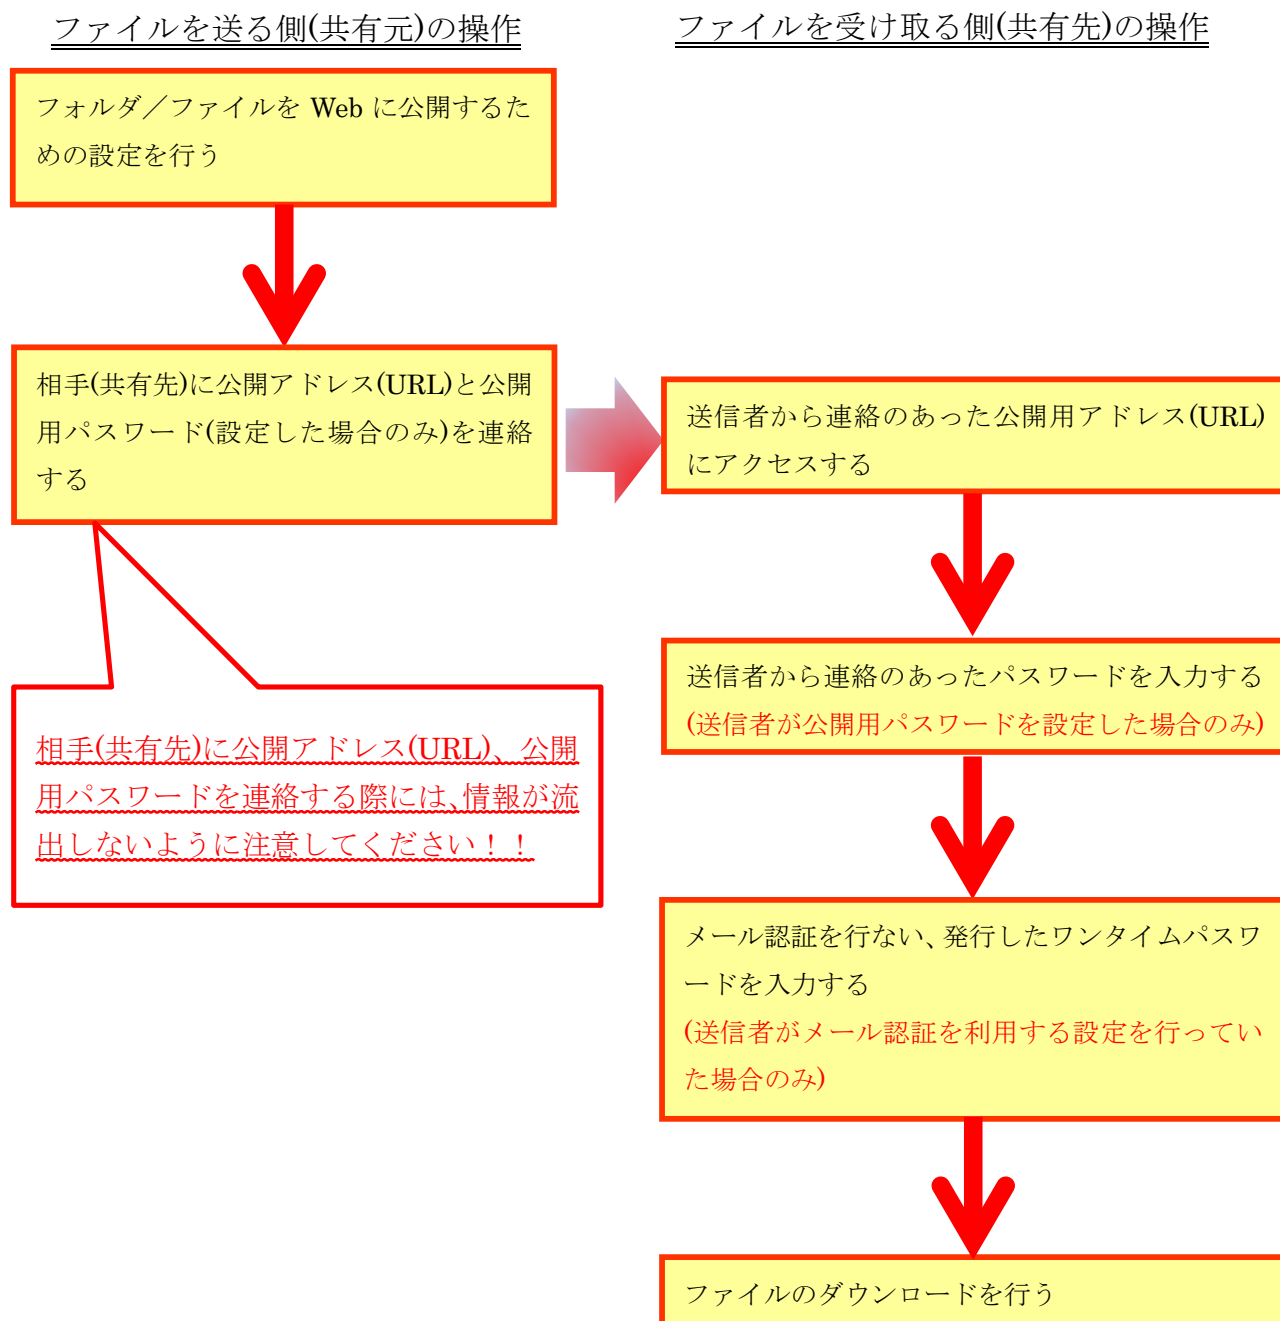 ファイルを送る側(共有元)の操作
ファイルを受け取る側(共有先)の操作
フォルダ／ファイルを Web に公開するた
めの設定を行う
相手(共有先)に公開アドレス(URL)と公開
用パスワード(設定した場合のみ)を連絡
する
相手(共有先)に公開アドレス(URL)、公開
用パスワードを連絡する際には、情報が流
出しないように注意してください！！
送信者から連絡のあった公開用アドレス(URL)
にアクセスする
送信者から連絡のあったパスワードを入力する
(送信者が公開用パスワードを設定した場合のみ)
メール認証を行ない、発行したワンタイムパスワ
ードを入力する
(送信者がメール認証を利用する設定を行ってい
た場合のみ)
ファイルのダウンロードを行う